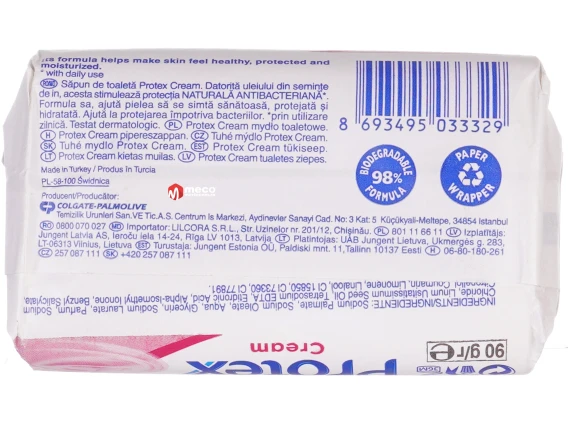 Its formula helps make skin feel healthy, protected and
moisturized.
* with daily use
Săpun de toaletă Protex Cream. Datorită uleiului din semințe
de in, acesta stimulează protecția NATURALĂ ANTIBACTERIANĂ*.
Formula sa, ajută pielea să se simtă sănătoasă, protejată și
hidratată. Ajută la protejarea împotriva bacteriilor. *prin utilizare
zilnică. Testat dermatologic. PL Protex Cream mydło toaletowe.
H Protex Cream pipereszappan. CZ Tuhé mýdlo Protex Cream.
SK Tuhé mydlo Protex Cream. EST Protex Cream tükiseep.
LT Protex Cream kietas muilas. LV Protex Cream tualetes ziepes.
Made in Turkey / Produs în Turcia
PL-58-100 Świdnica
meco
8 693495 033329
BIODEGRADABLE
98%
FORMULA
PAPER
WRAPPER
Producent/Producător:
COLGATE-PALMOLIVE
Temizlik Urunleri San.VE Tic.A.S. Centrum Is Merkezi, Aydinevler Sanayi Cad. No: 3 Kat: 5 Küçükyali-Meltepe, 34854 Istanbul
RO 0800 070 027 MD Importator: LILCORA S.R.L., Str. Uzinelor nr. 201/12, Chișinău. PL 801 11 66 11 LV Izplatītājs:
Jungent Latvia AS, Ieroču iela 14-24, Rīga LV 1013, Latvija LT Platintojas: UAB Jungent Lietuva, Ukmergės g. 283,
LT-06313 Vilnius, Lietuva EST Turustaja: Jungent Estonia OÜ, Paldiski mnt. 11, Tallinn 10137 Eesti H 06-80-180-261
CZ 257 087 111 SK +420 257 087 111
INGREDIENTS/INGREDIENTE: Sodium Palmate, Sodium Laurate, Aqua, Glycerin, Sodium Chloride, Parfum, Sodium Salicylate,
Linum Usitatissimum Seed Oil, Tetrasodium EDTA, Etidronic Acid, Alpha-Isomethyl Ionone, Benzyl
Citronellol, Coumarin, Limonene, Linalool, CI 15850, CI 73360, CI 77891.
90 g/г e
Protex
Cream